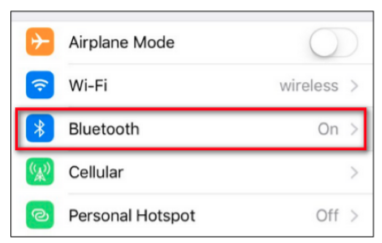 Airplane Mode
Wi-Fi wireless
Bluetooth On
Cellular
Personal Hotspot Off